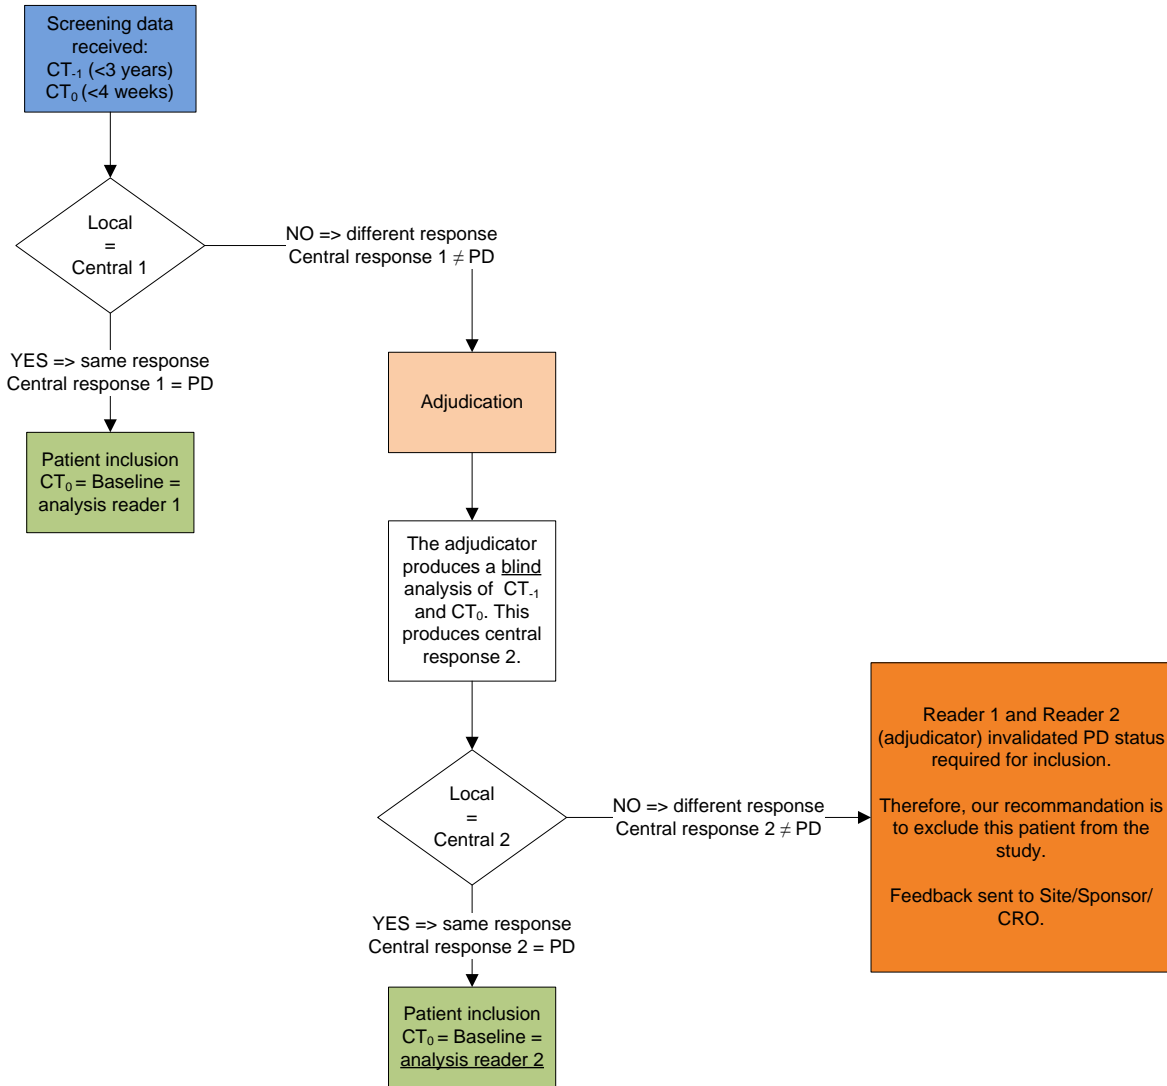 Screening data
received:
CT₋₁ (<3 years)
CT₀ (<4 weeks)
Local
=
Central 1
NO => different response
Central response 1 ≠ PD
YES => same response
Central response 1 = PD
Patient inclusion
CT₀ = Baseline =
analysis reader 1
Adjudication
The adjudicator
produces a blind
analysis of CT₋₁
and CT₀. This
produces central
response 2.
Local
=
Central 2
NO => different response
Central response 2 ≠ PD
Reader 1 and Reader 2
(adjudicator) invalidated PD status
required for inclusion.
Therefore, our recommandation is
to exclude this patient from the
study.
Feedback sent to Site/Sponsor/
CRO.
YES => same response
Central response 2 = PD
Patient inclusion
CT₀ = Baseline =
analysis reader 2